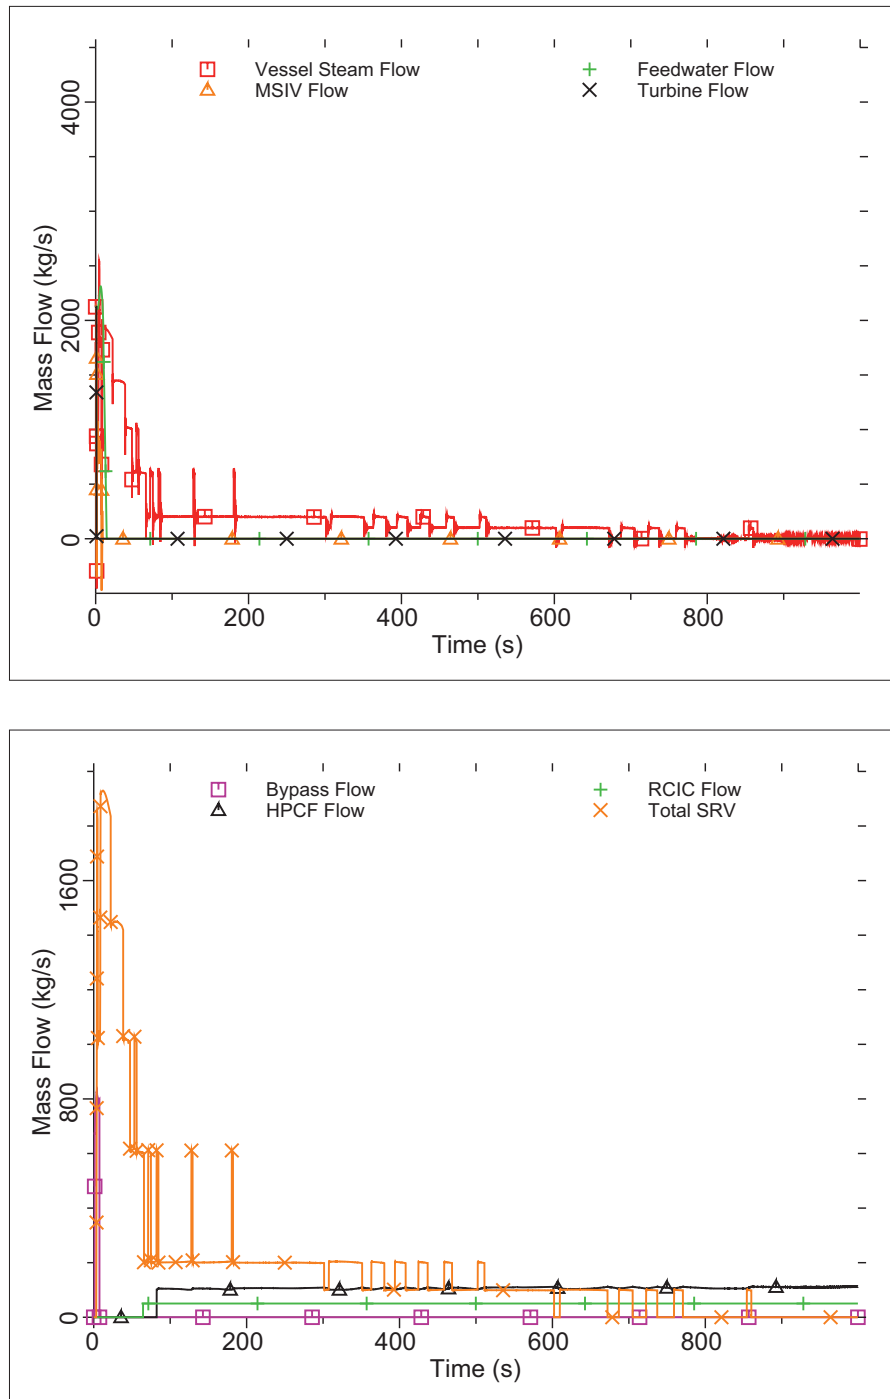 Vessel Steam Flow Feedwater Flow
MSIV Flow Turbine Flow
4000
2000
0
Mass Flow (kg/s)
0 200 400 600 800
Time (s)
Bypass Flow RCIC Flow
HPCF Flow Total SRV
1600
800
0
Mass Flow (kg/s)
0 200 400 600 800
Time (s)